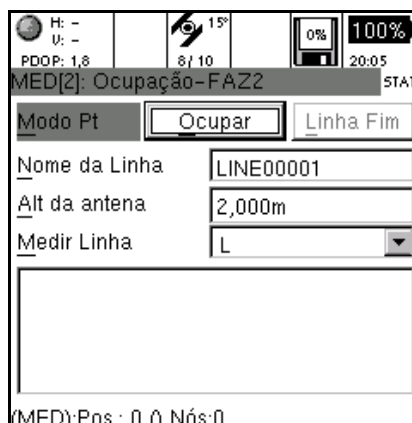 H: -
V: -
PDOP: 1,8
15°
8/10
0%
100%
20:05
MED[2]: Ocupação-FAZ2
STAT
Modo Pt
Ocupar
Linha Fim
Nome da Linha
LINE00001
Alt da antena
2,000m
Medir Linha
L
(MED):Pos.: 0 () Nós:0